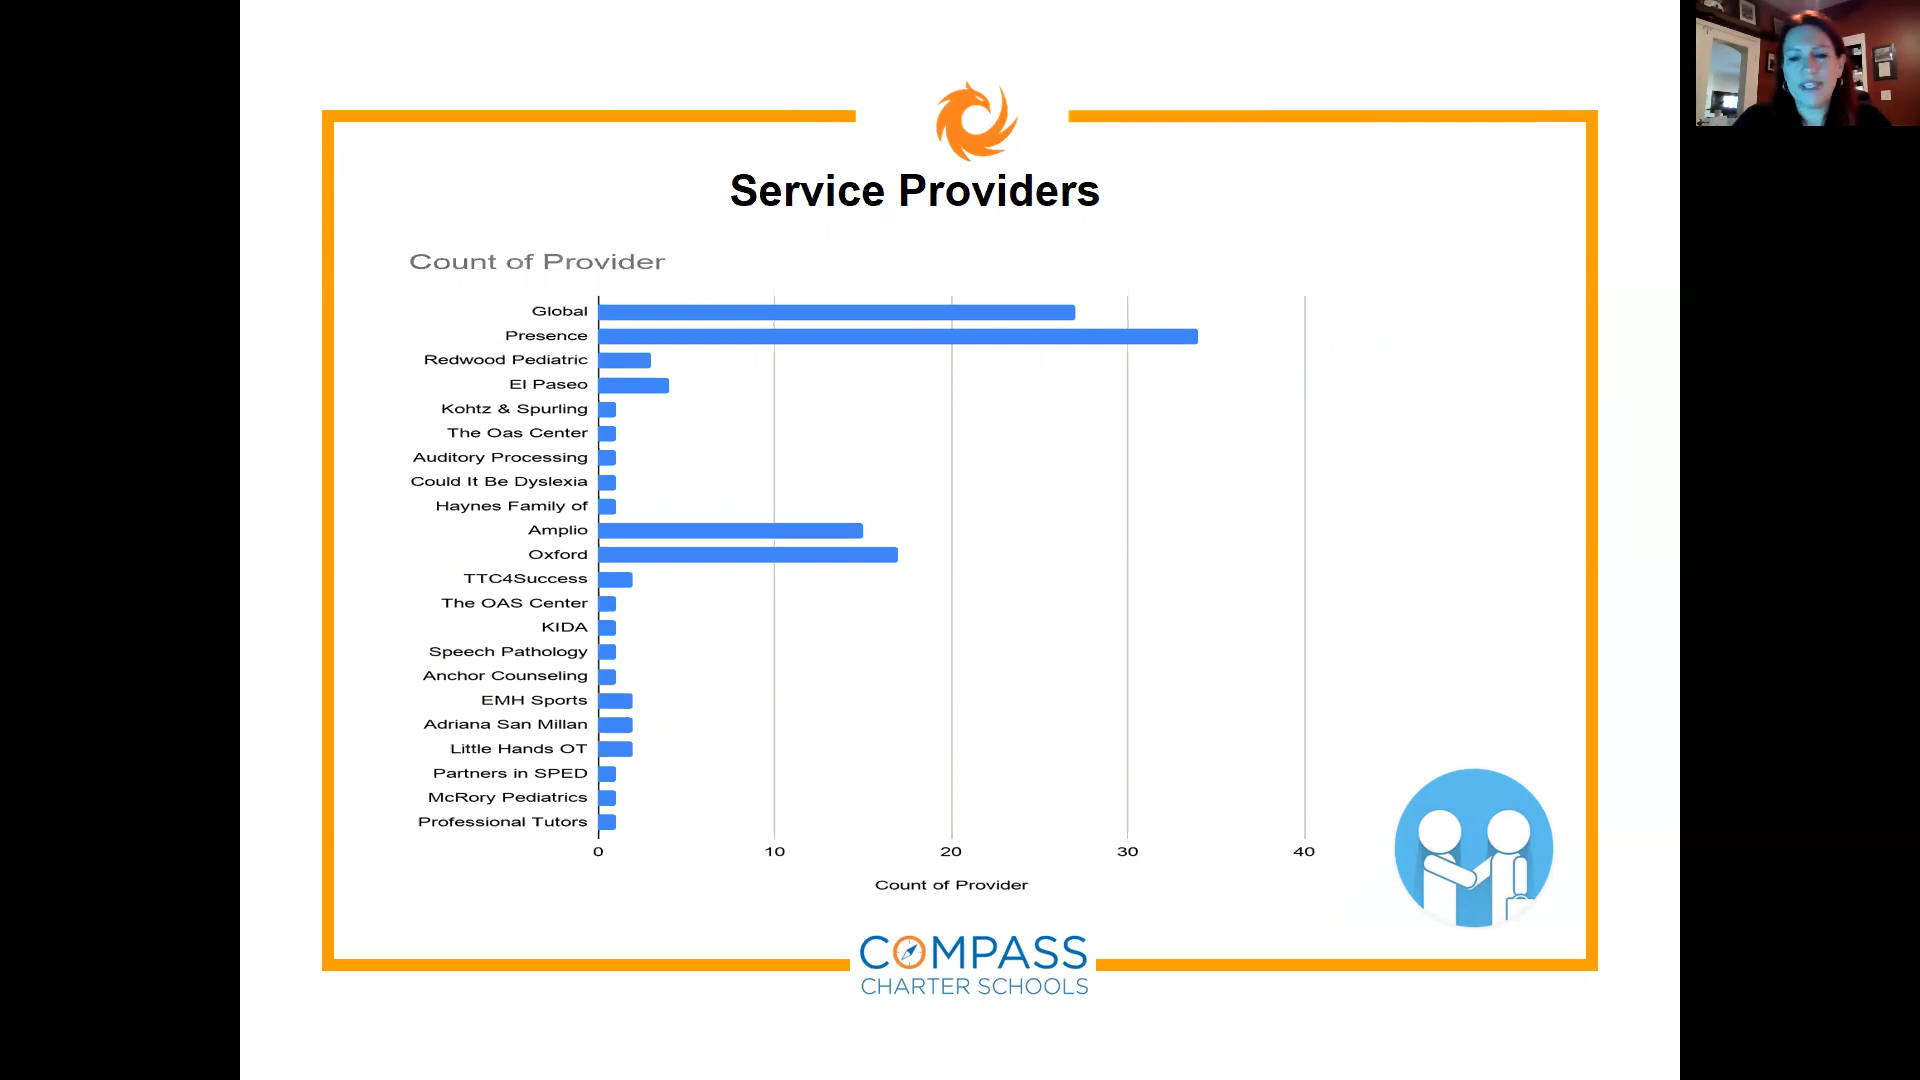 Service Providers
Count of Provider
Global
Presence
Redwood Pediatric
El Paseo
Kohtz & Spurling
The Oas Center
Auditory Processing
Could It Be Dyslexia
Haynes Family of
Amplio
Oxford
TTC4Success
The OAS Center
KIDA
Speech Pathology
Anchor Counseling
EMH Sports
Adriana San Millan
Little Hands OT
Partners in SPED
McRory Pediatrics
Professional Tutors
0 10 20 30 40
Count of Provider
COMPASS
CHARTER SCHOOLS